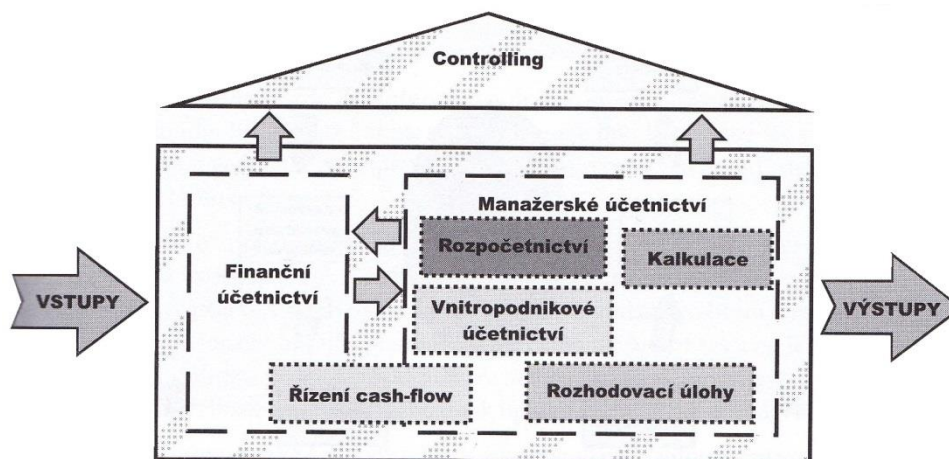 Controlling
Manažerské účetnictví
Rozpočetnictví
Kalkulace
Finanční
účetnictví
VSTUPY
Vnitropodnikové
účetnictví
VÝSTUPY
Řízení cash-flow
Rozhodovací úlohy